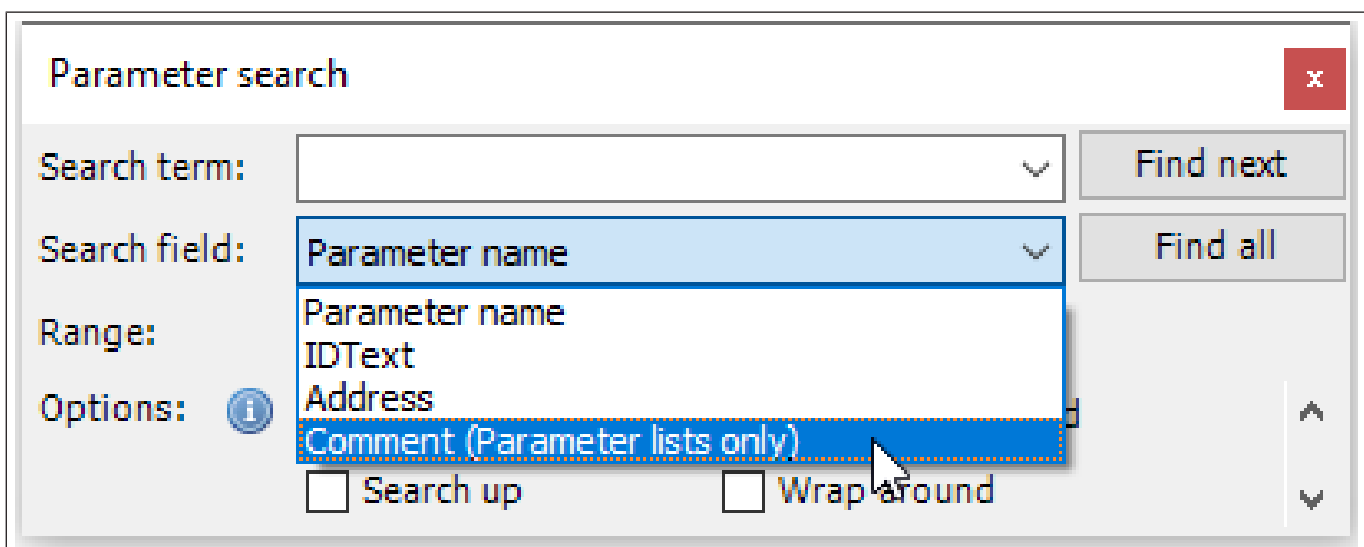 Parameter search
x
Search term:
Find next
Search field:
Parameter name
Find all
Parameter name
Range:
IDText
Address
Options:
Comment (Parameter lists only)
Search up
Wrap around